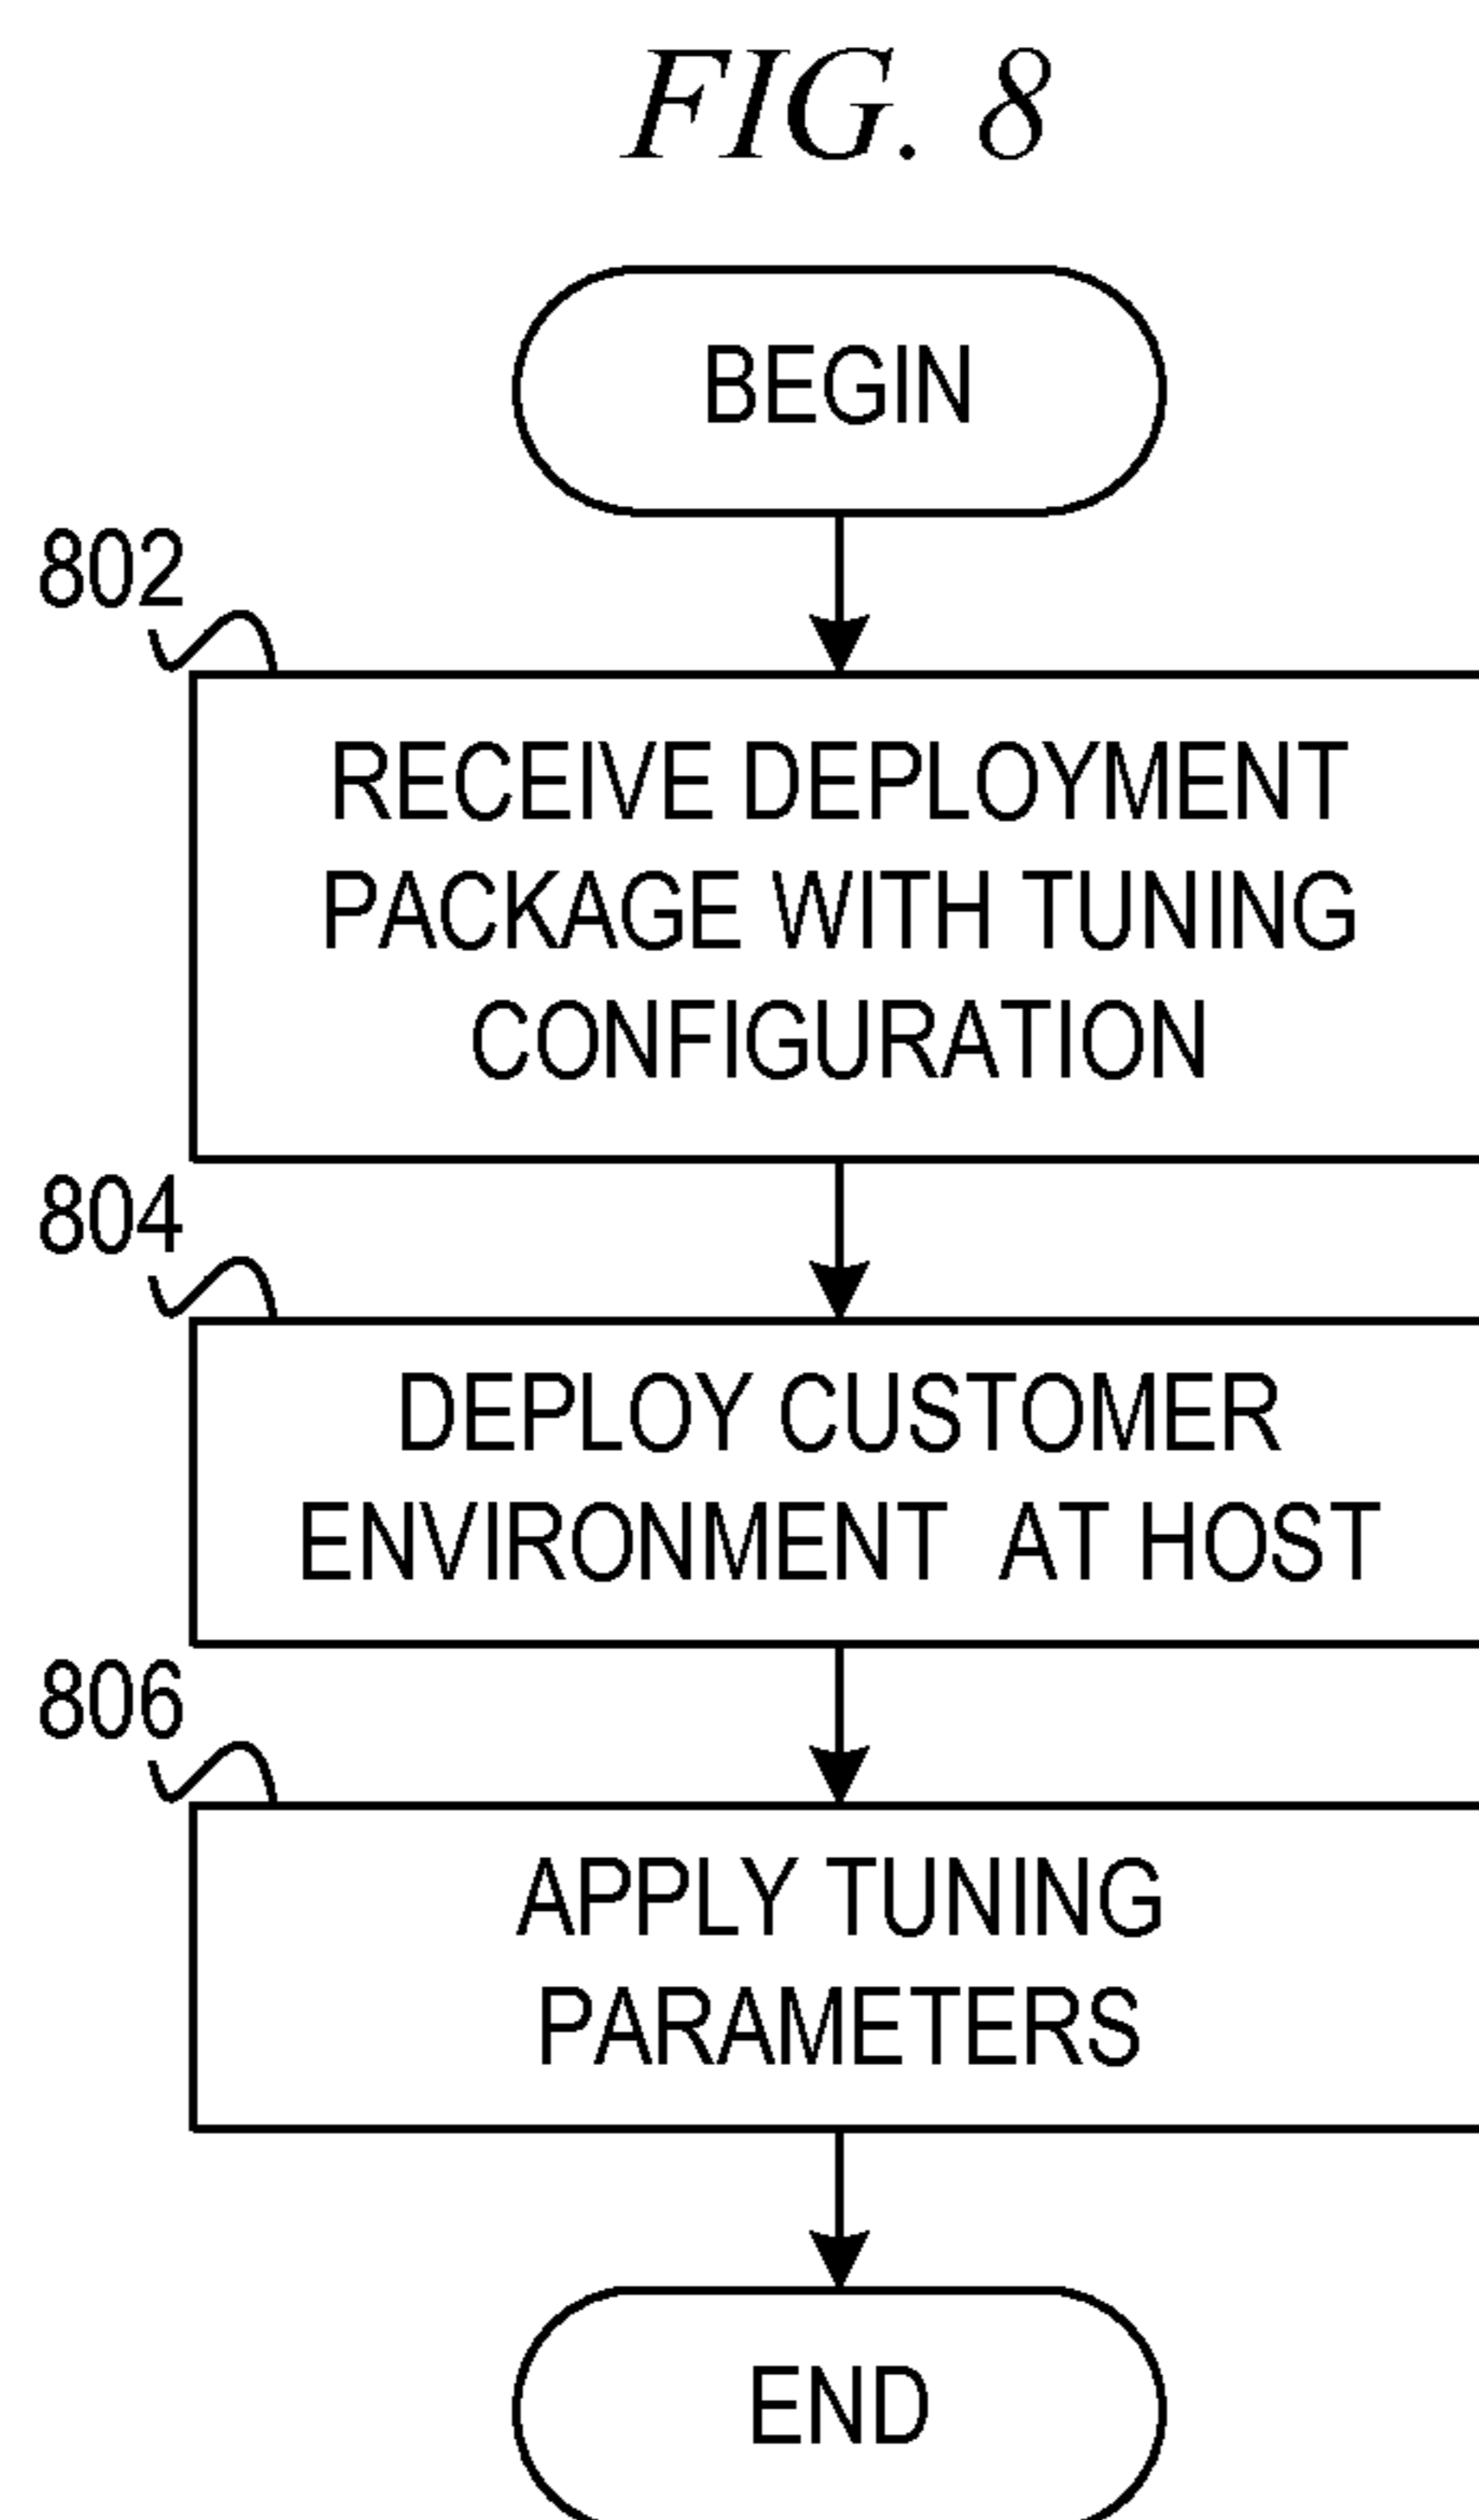 FIG. 8
BEGIN
802
RECEIVE DEPLOYMENT
PACKAGE WITH TUNING
CONFIGURATION
804
DEPLOY CUSTOMER
ENVIRONMENT AT HOST
806
APPLY TUNING
PARAMETERS
END